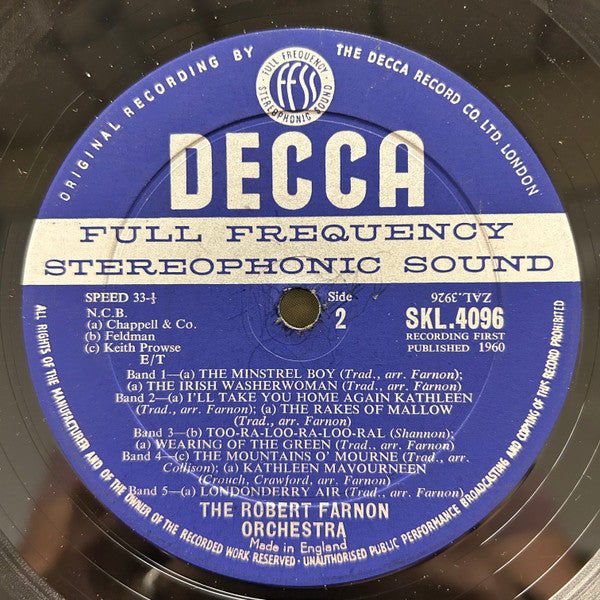 ORIGINAL RECORDING BY THE DECCA RECORD CO. LTD. LONDON
FULL FREQUENCY
FFSS
STEREOPHONIC SOUND
DECCA
FULL FREQUENCY
STEREOPHONIC SOUND
SPEED 33-⅓
Side
ZAL.3926
N.C.B.
2
SKL.4096
(a) Chappell & Co.
RECORDING FIRST
(b) Feldman
PUBLISHED 1960
(c) Keith Prowse
E/T
Band 1—(a) THE MINSTREL BOY (Trad., arr. Farnon);
(a) THE IRISH WASHERWOMAN (Trad., arr. Farnon)
Band 2—(a) I'LL TAKE YOU HOME AGAIN KATHLEEN
(Trad., arr. Farnon); (a) THE RAKES OF MALLOW
(Trad., arr. Farnon)
Band 3—(b) TOO-RA-LOO-RA-LOO-RAL (Shannon);
(a) WEARING OF THE GREEN (Trad., arr. Farnon)
Band 4—(c) THE MOUNTAINS O' MOURNE (Trad., arr.
Collison); (a) KATHLEEN MAVOURNEEN
(Crouch, Crawford, arr. Farnon)
Band 5—(a) LONDONDERRY AIR (Trad., arr. Farnon)
THE ROBERT FARNON
ORCHESTRA
Made in England
ALL RIGHTS OF THE MANUFACTURER AND OF THE OWNER OF THE RECORDED WORK RESERVED · UNAUTHORISED PUBLIC PERFORMANCE BROADCASTING AND COPYING OF THIS RECORD PROHIBITED